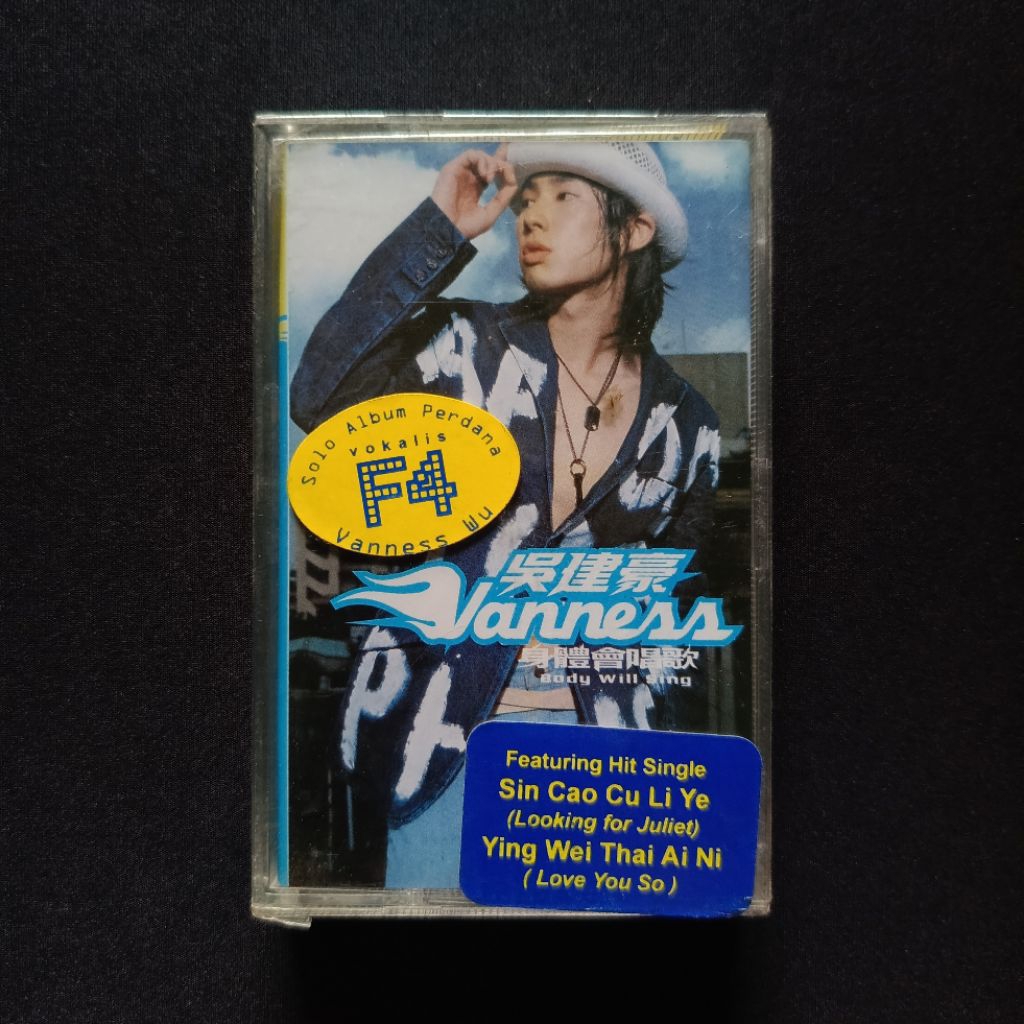 Solo Album Perdana
vokalis
F4
Vanness Wu
吳建豪
Vanness
身體會唱歌
Body Will Sing
Featuring Hit Single
Sin Cao Cu Li Ye
(Looking for Juliet)
Ying Wei Thai Ai Ni
( Love You So )